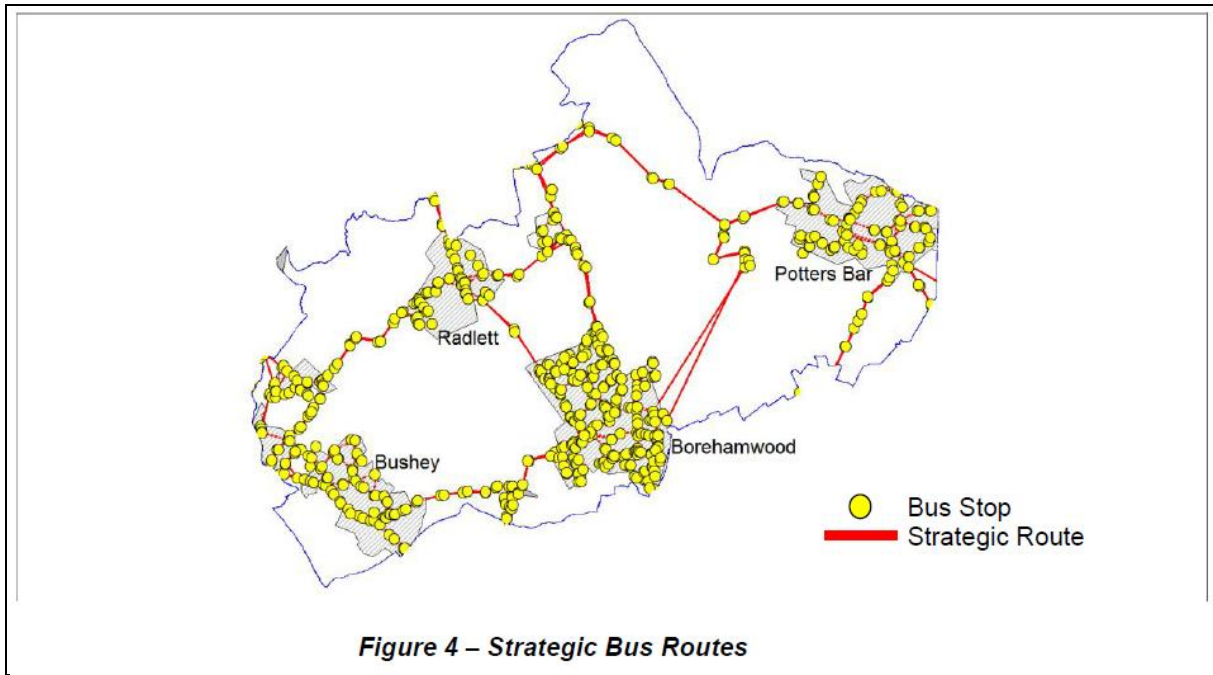 Potters Bar
Radlett
Borehamwood
Bushey
Bus Stop
Strategic Route
Figure 4 – Strategic Bus Routes